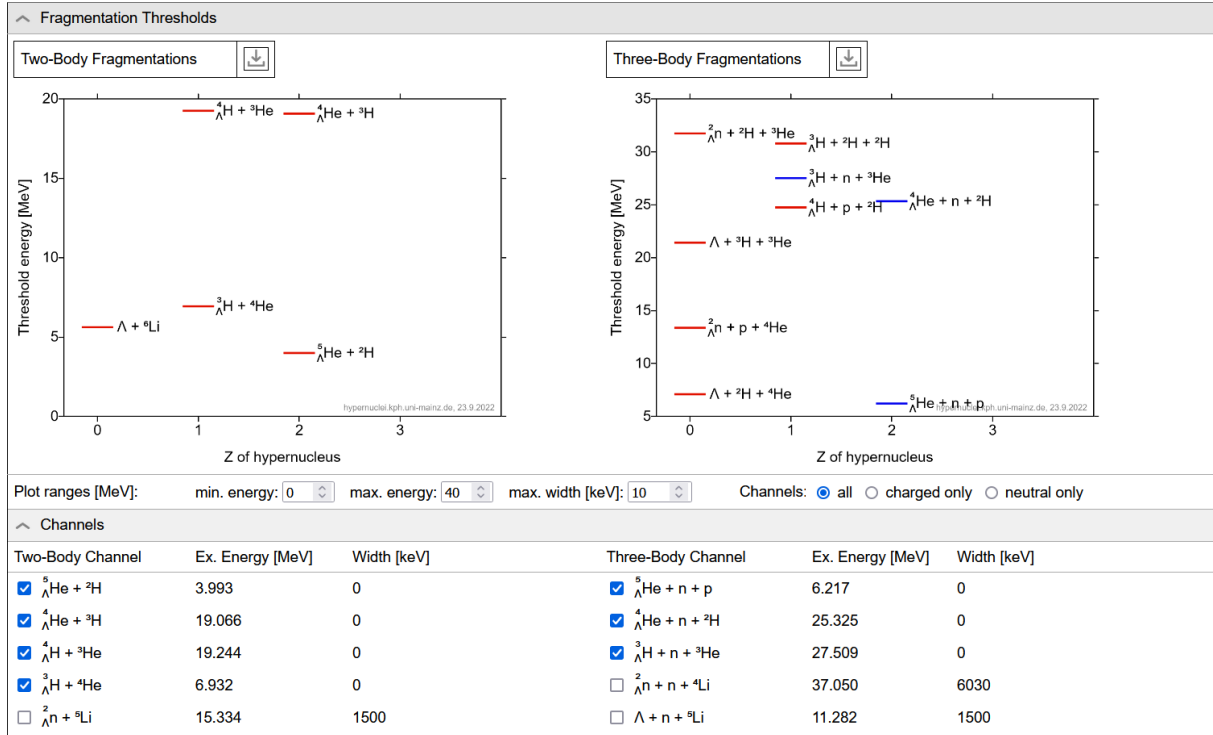 Fragmentation Thresholds
Two-Body Fragmentations
Three-Body Fragmentations
20
15
10
5
0
Threshold energy [MeV]
⁴ΛH + ³He
⁴ΛHe + ³H
³ΛH + ⁴He
Λ + ⁶Li
⁵ΛHe + ²H
hypernuclei.kph.uni-mainz.de, 23.9.2022
0 1 2 3
Z of hypernucleus
35
30
25
20
15
10
5
Threshold energy [MeV]
²Λn + ²H + ³He
³ΛH + ²H + ²H
³ΛH + n + ³He
⁴ΛHe + n + ²H
⁴ΛH + p + ²H
Λ + ³H + ³He
²Λn + p + ⁴He
Λ + ²H + ⁴He
⁵ΛHe + n + p
hypernuclei.kph.uni-mainz.de, 23.9.2022
0 1 2 3
Z of hypernucleus
Plot ranges [MeV]: min. energy: 0 max. energy: 40 max. width [keV]: 10 Channels: all charged only neutral only
Channels
Two-Body Channel Ex. Energy [MeV] Width [keV] Three-Body Channel Ex. Energy [MeV] Width [keV]
⁵ΛHe + ²H 3.993 0 ⁵ΛHe + n + p 6.217 0
⁴ΛHe + ³H 19.066 0 ⁴ΛHe + n + ²H 25.325 0
⁴ΛH + ³He 19.244 0 ³ΛH + n + ³He 27.509 0
³ΛH + ⁴He 6.932 0 ²Λn + n + ⁴Li 37.050 6030
²Λn + ⁵Li 15.334 1500 Λ + n + ⁵Li 11.282 1500